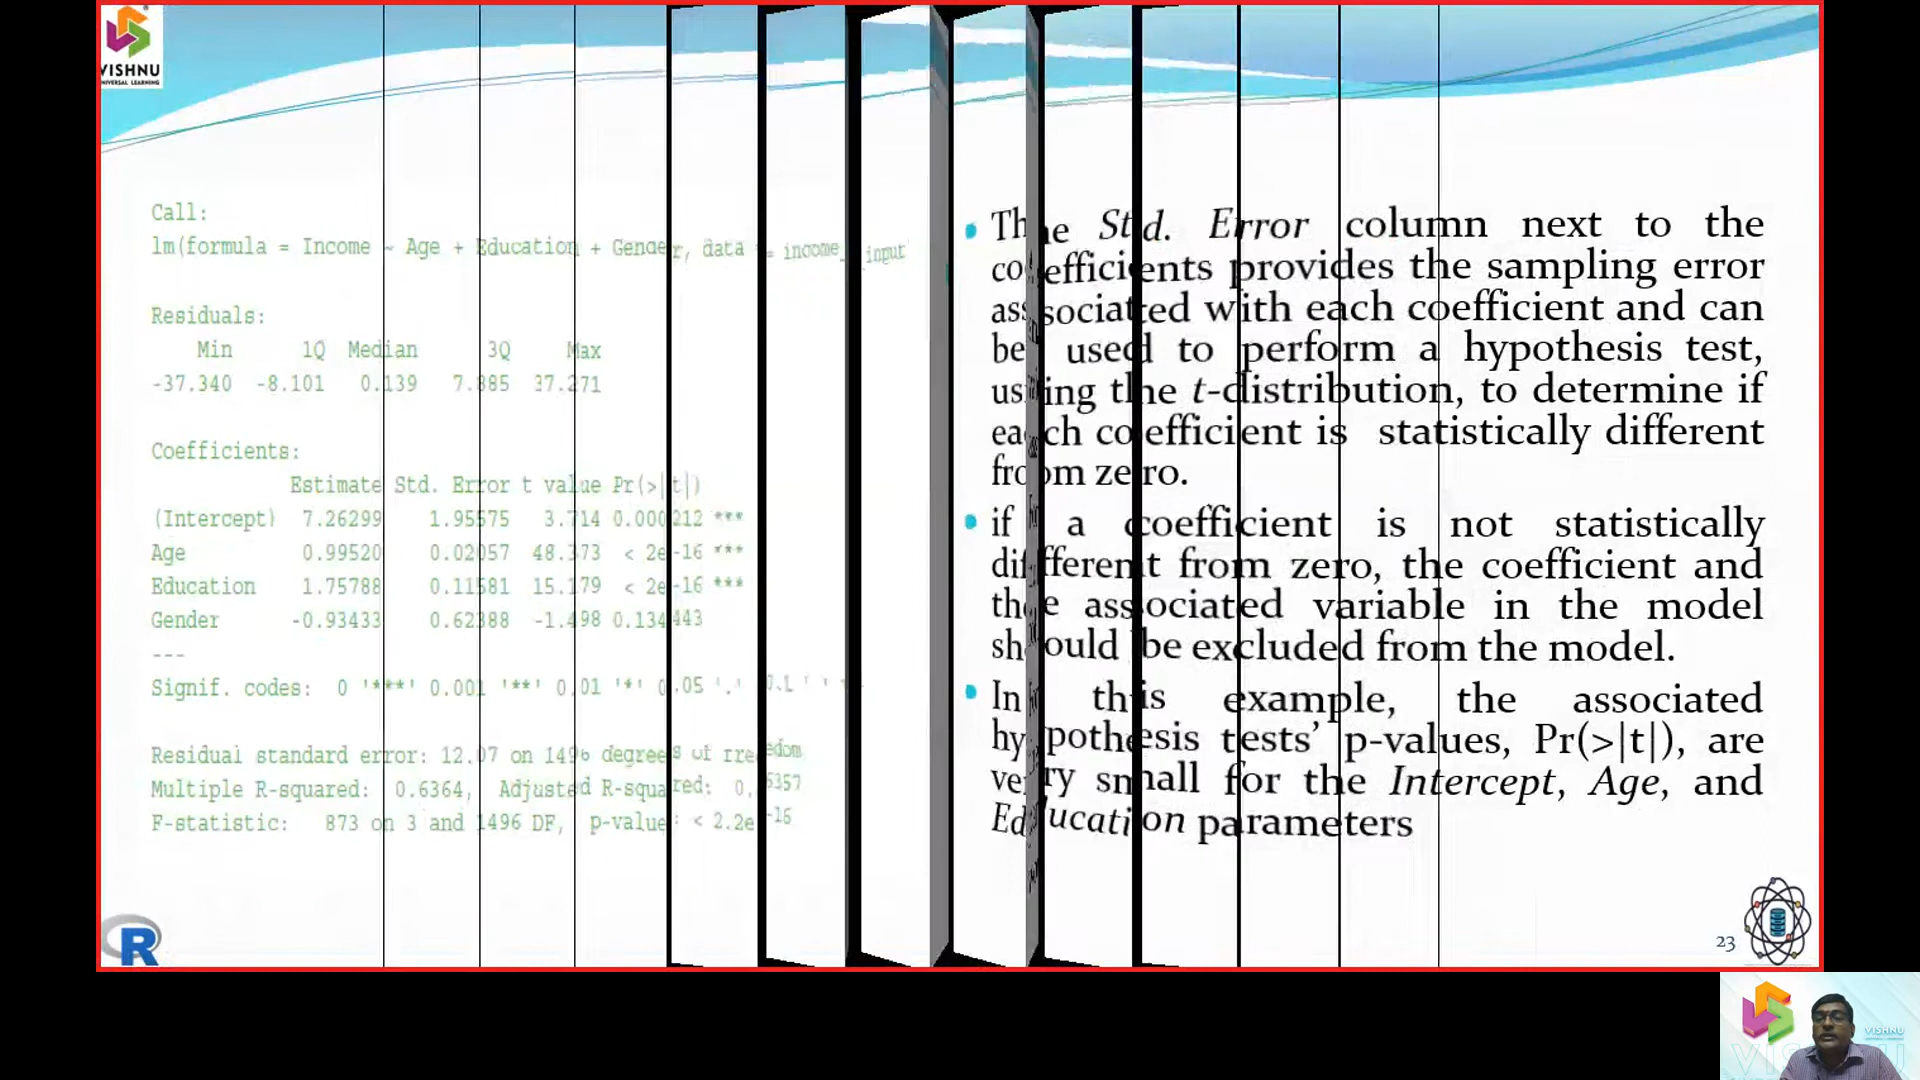 VISHNU
UNIVERSAL LEARNING
Call:
lm(formula = Income ~ Age + Education + Gender, data = income_input
Residuals:
Min 1Q Median 3Q Max
-37.340 -8.101 0.139 7.885 37.271
Coefficients:
Estimate Std. Error t value Pr(>|t|)
(Intercept) 7.26299 1.95575 3.714 0.000212 ***
Age 0.99520 0.02057 48.373 < 2e-16 ***
Education 1.75788 0.11581 15.179 < 2e-16 ***
Gender -0.93433 0.62388 -1.498 0.134443
---
Signif. codes: 0 '***' 0.001 '**' 0.01 '*' 0.05 '.' 0.1 ' '
Residual standard error: 12.07 on 1496 degrees of freedom
Multiple R-squared: 0.6364, Adjusted R-squared: 0.6357
F-statistic: 873 on 3 and 1496 DF, p-value: < 2.2e-16
• The Std. Error column next to the
coefficients provides the sampling error
associated with each coefficient and can
be used to perform a hypothesis test,
using the t-distribution, to determine if
each coefficient is statistically different
from zero.
• if a coefficient is not statistically
different from zero, the coefficient and
the associated variable in the model
should be excluded from the model.
• In this example, the associated
hypothesis tests' p-values, Pr(>|t|), are
very small for the Intercept, Age, and
Education parameters
R
23
VISHNU